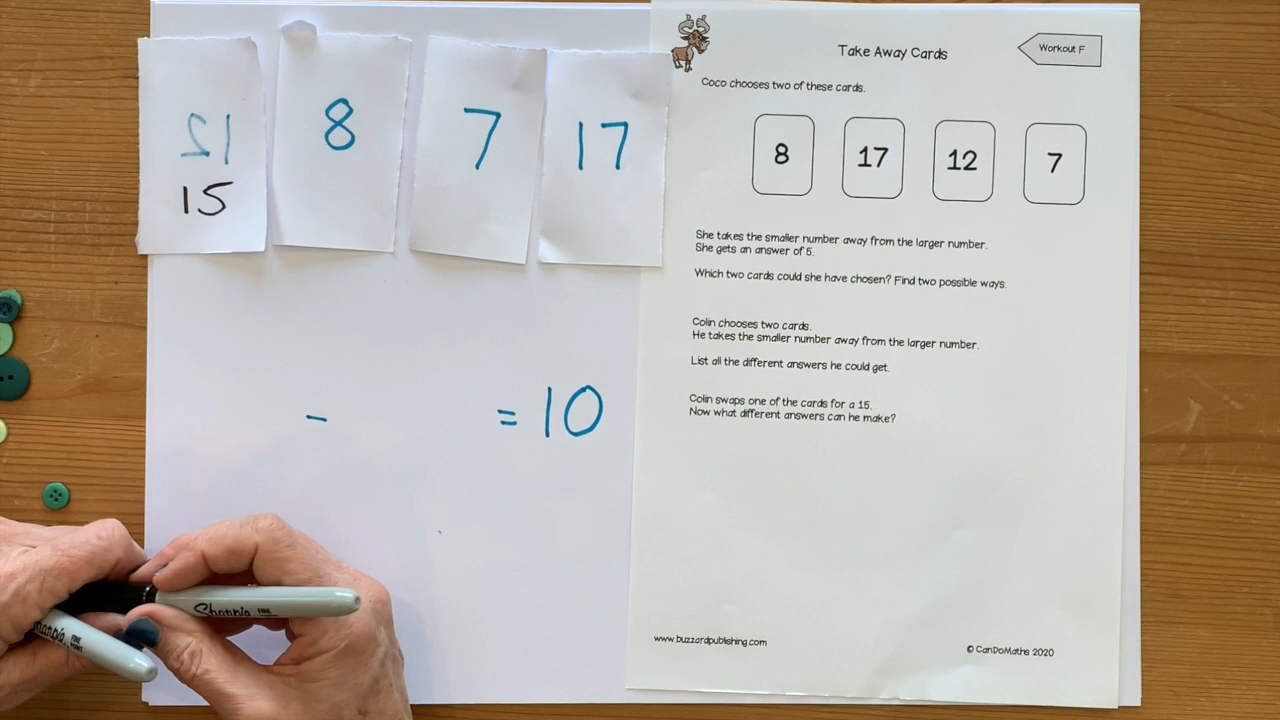 12
15
8
7
17
- = 10
Take Away Cards
Workout F
Coco chooses two of these cards.
8
17
12
7
She takes the smaller number away from the larger number.
She gets an answer of 5.
Which two cards could she have chosen? Find two possible ways.
Colin chooses two cards.
He takes the smaller number away from the larger number.
List all the different answers he could get.
Colin swaps one of the cards for a 15.
Now what different answers can he make?
www.buzzardpublishing.com
© CanDoMaths 2020
Sharpie FINE
FINE
POINT